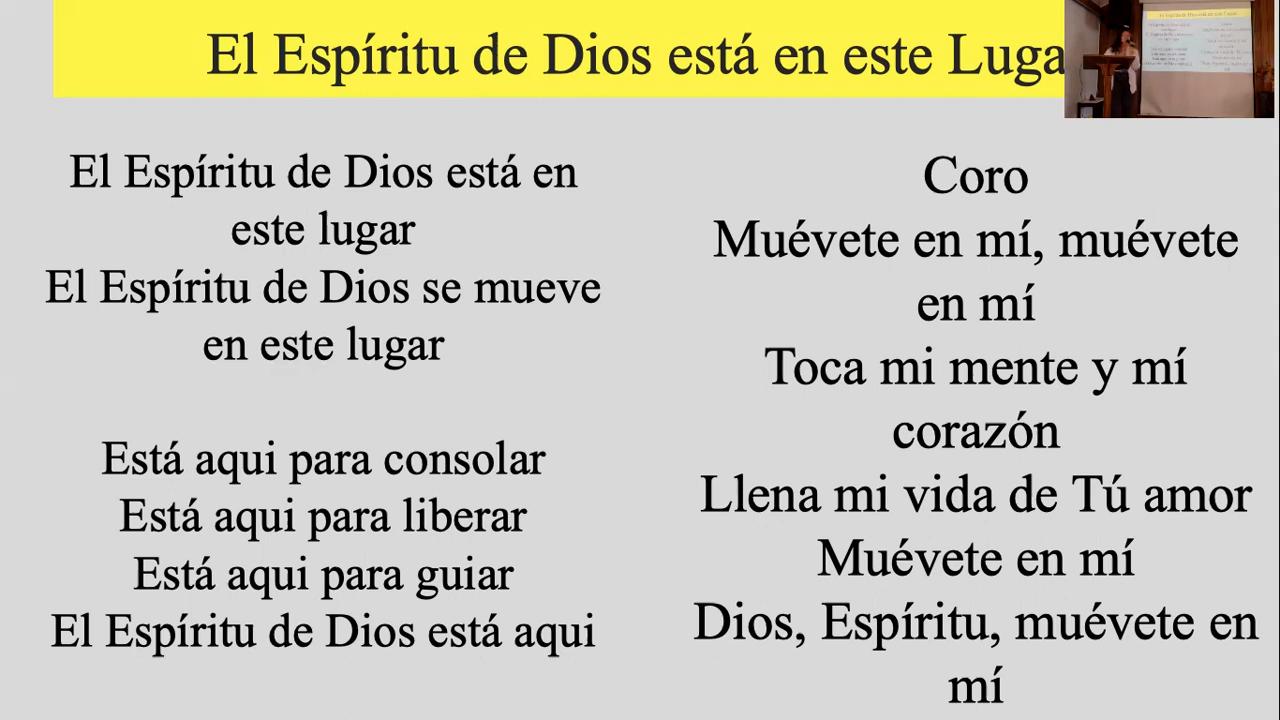 El Espíritu de Dios está en este Luga
El Espíritu de Dios está en
este lugar
El Espíritu de Dios se mueve
en este lugar
Está aqui para consolar
Está aqui para liberar
Está aqui para guiar
El Espíritu de Dios está aqui
Coro
Muévete en mí, muévete
en mí
Toca mi mente y mí
corazón
Llena mi vida de Tú amor
Muévete en mí
Dios, Espíritu, muévete en
mí